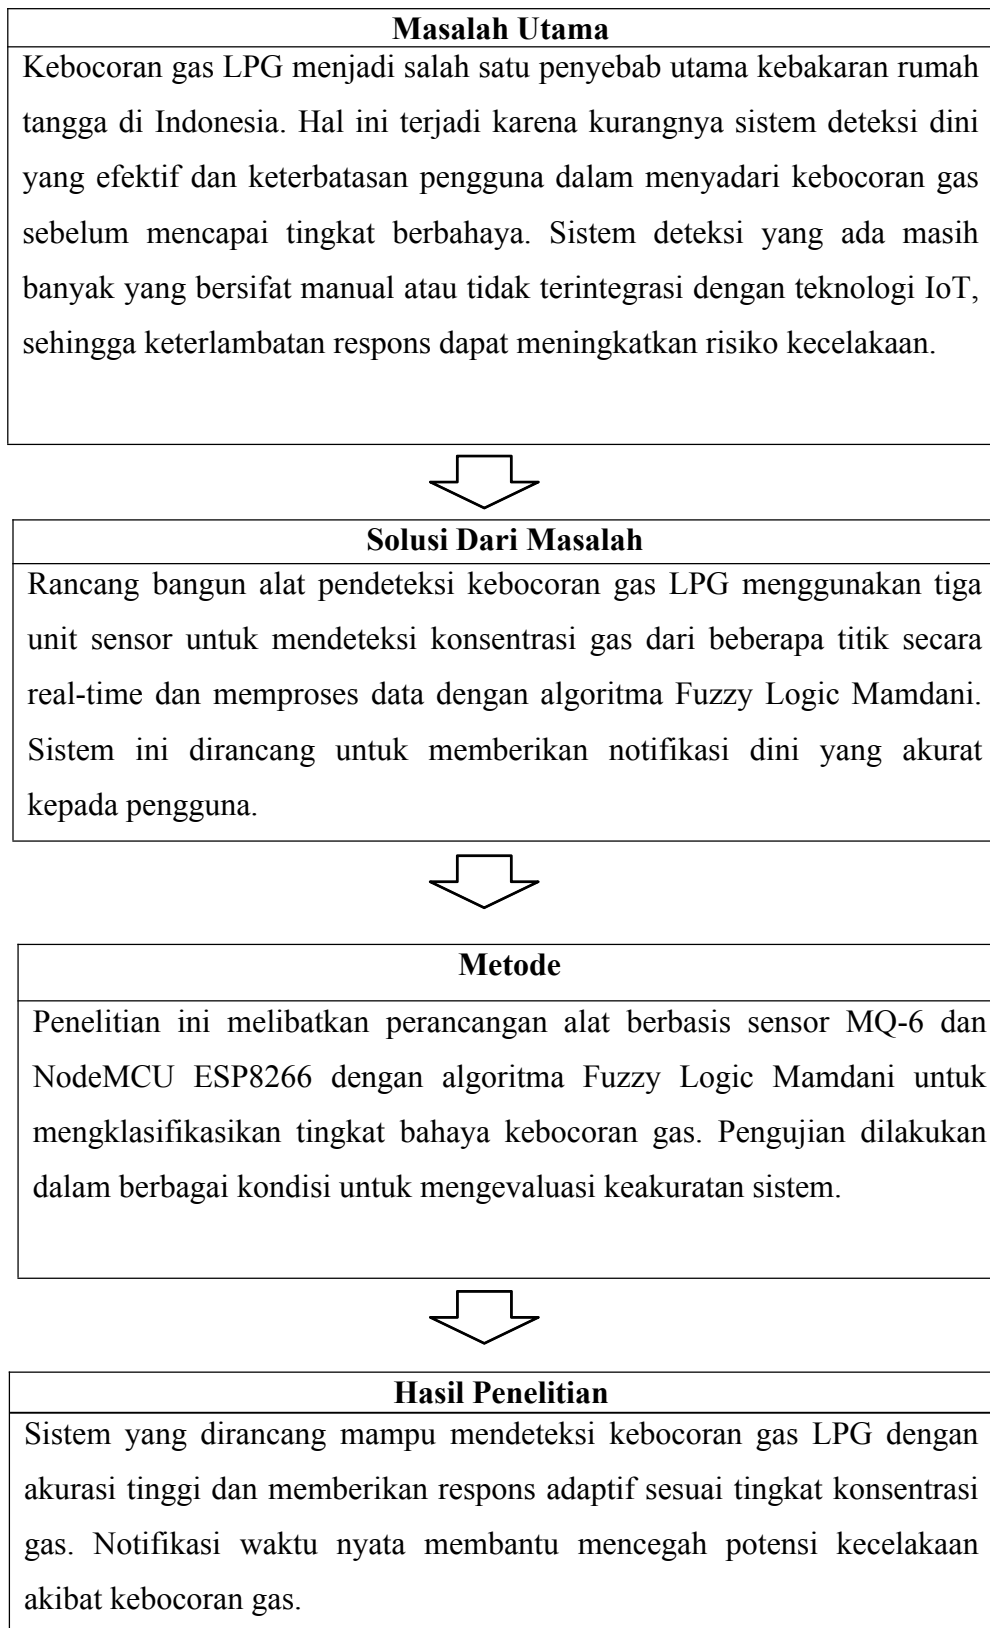 Masalah Utama
Kebocoran gas LPG menjadi salah satu penyebab utama kebakaran rumah
tangga di Indonesia. Hal ini terjadi karena kurangnya sistem deteksi dini
yang efektif dan keterbatasan pengguna dalam menyadari kebocoran gas
sebelum mencapai tingkat berbahaya. Sistem deteksi yang ada masih
banyak yang bersifat manual atau tidak terintegrasi dengan teknologi IoT,
sehingga keterlambatan respons dapat meningkatkan risiko kecelakaan.
Solusi Dari Masalah
Rancang bangun alat pendeteksi kebocoran gas LPG menggunakan tiga
unit sensor untuk mendeteksi konsentrasi gas dari beberapa titik secara
real-time dan memproses data dengan algoritma Fuzzy Logic Mamdani.
Sistem ini dirancang untuk memberikan notifikasi dini yang akurat
kepada pengguna.
Metode
Penelitian ini melibatkan perancangan alat berbasis sensor MQ-6 dan
NodeMCU ESP8266 dengan algoritma Fuzzy Logic Mamdani untuk
mengklasifikasikan tingkat bahaya kebocoran gas. Pengujian dilakukan
dalam berbagai kondisi untuk mengevaluasi keakuratan sistem.
Hasil Penelitian
Sistem yang dirancang mampu mendeteksi kebocoran gas LPG dengan
akurasi tinggi dan memberikan respons adaptif sesuai tingkat konsentrasi
gas. Notifikasi waktu nyata membantu mencegah potensi kecelakaan
akibat kebocoran gas.